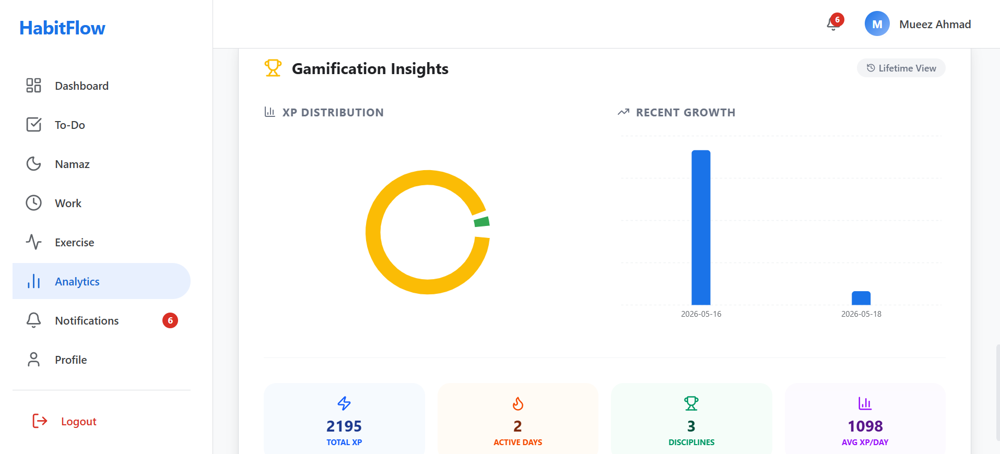 HabitFlow
Dashboard
To-Do
Namaz
Work
Exercise
Analytics
Notifications 6
Profile
Logout
6
M Mueez Ahmad
Gamification Insights
Lifetime View
XP DISTRIBUTION
RECENT GROWTH
2026-05-16 2026-05-18
2195
TOTAL XP
2
ACTIVE DAYS
3
DISCIPLINES
1098
AVG XP/DAY